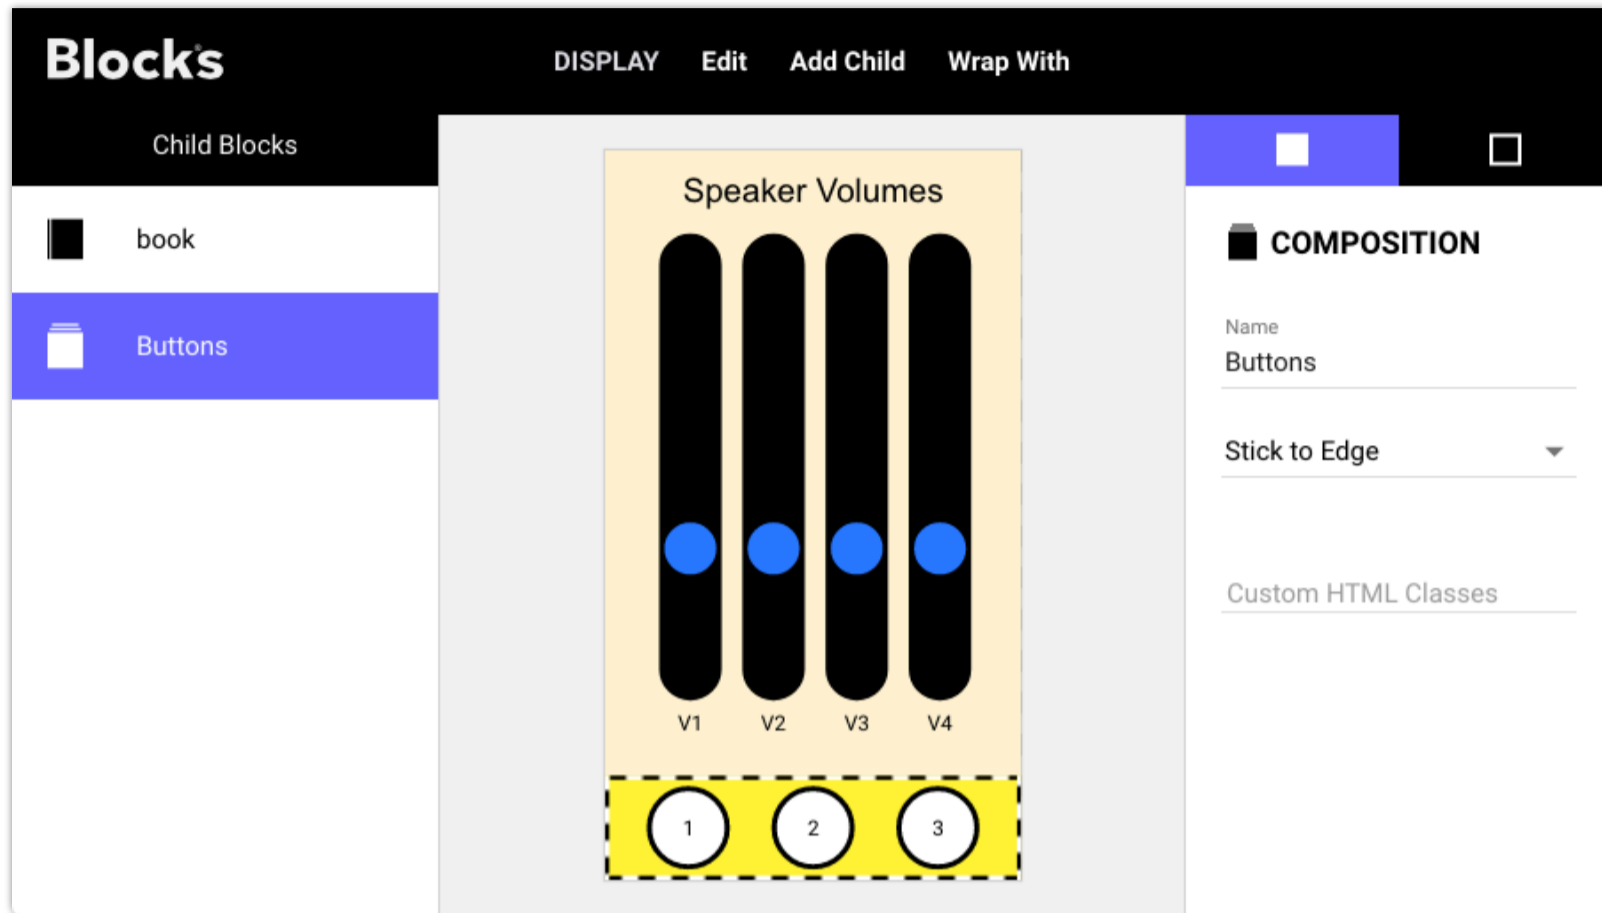 Blocks
DISPLAY Edit Add Child Wrap With
Child Blocks
book
Buttons
Speaker Volumes
V1 V2 V3 V4
1 2 3
COMPOSITION
Name
Buttons
Stick to Edge
Custom HTML Classes